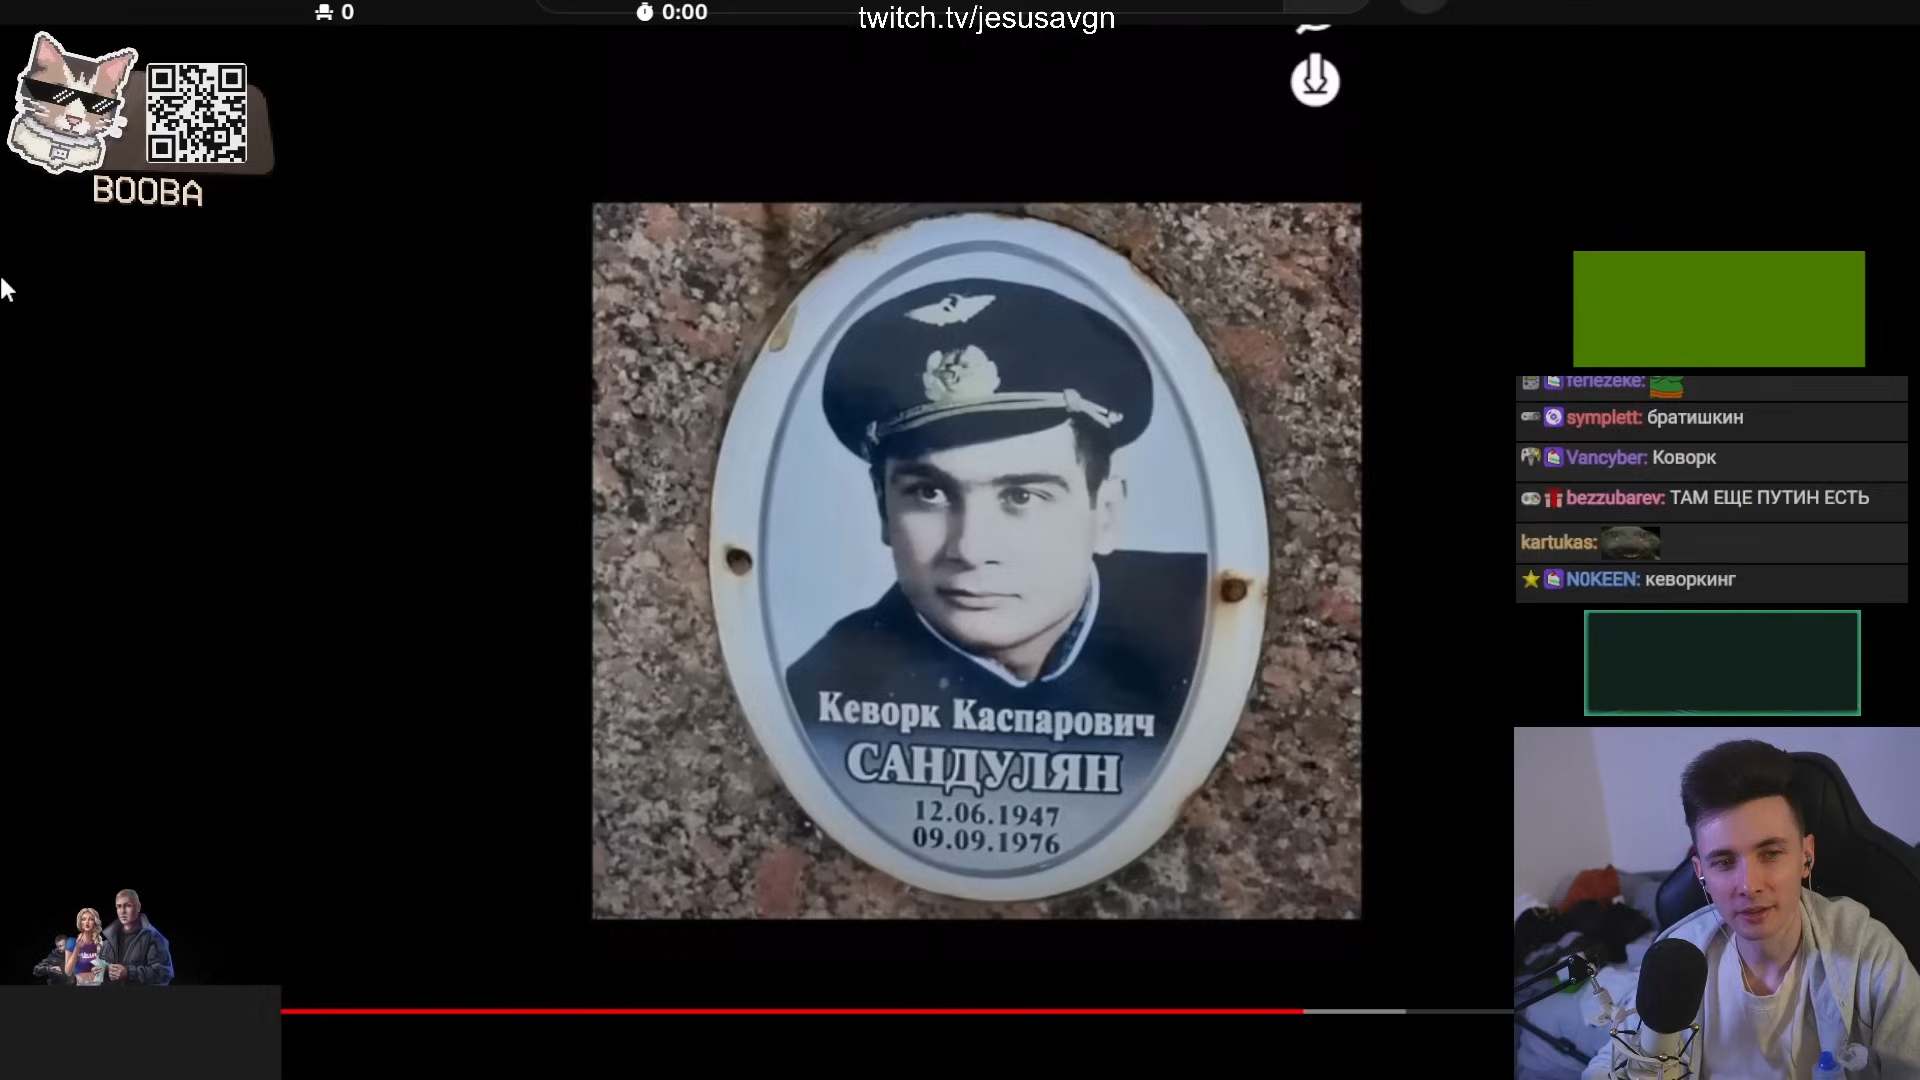 0
0:00
twitch.tv/jesusavgn
BOOBA
Кеворк Каспарович
САНДУЛЯН
12.06.1947
09.09.1976
ferlezeke:
symplett: братишкин
Vancyber: Коворк
bezzubarev: ТАМ ЕЩЕ ПУТИН ЕСТЬ
kartukas:
N0KEEN: кеворкинг